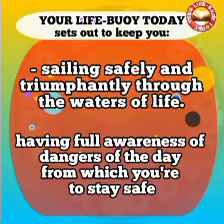 YOUR LIFE-BUOY TODAY
sets out to keep you:
- sailing safely and
triumphantly through
the waters of life.
having full awareness of
dangers of the day
from which you're
to stay safe